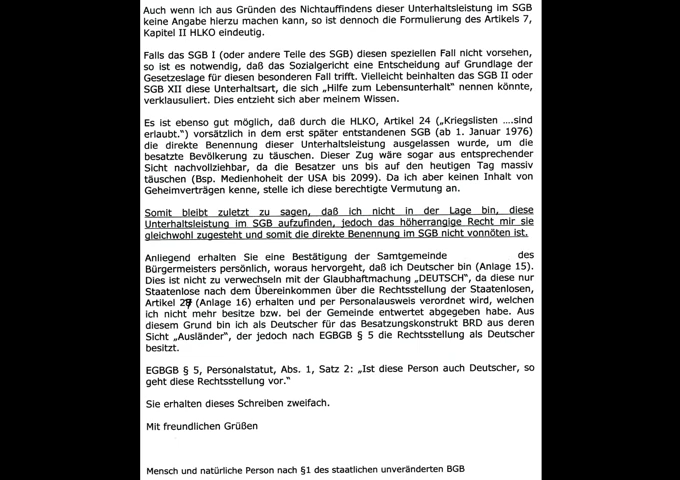 Auch wenn ich aus Gründen des Nichtauffindens dieser Unterhaltsleistung im SGB
keine Angabe hierzu machen kann, so ist dennoch die Formulierung des Artikels 7,
Kapitel II HLKO eindeutig.
Falls das SGB I (oder andere Teile des SGB) diesen speziellen Fall nicht vorsehen,
so ist es notwendig, daß das Sozialgericht eine Entscheidung auf Grundlage der
Gesetzeslage für diesen besonderen Fall trifft. Vielleicht beinhalten das SGB II oder
SGB XII diese Unterhaltsart, die sich „Hilfe zum Lebensunterhalt" nennen könnte,
verklausuliert. Dies entzieht sich aber meinem Wissen.
Es ist ebenso gut möglich, daß durch die HLKO, Artikel 24 („Kriegslisten ....sind
erlaubt.") vorsätzlich in dem erst später entstandenen SGB (ab 1. Januar 1976)
die direkte Benennung dieser Unterhaltsleistung ausgelassen wurde, um die
besatzte Bevölkerung zu täuschen. Dieser Zug wäre sogar aus entsprechender
Sicht nachvollziehbar, da die Besatzer uns bis auf den heutigen Tag massiv
täuschen (Bsp. Medienhoheit der USA bis 2099). Da ich aber keinen Inhalt von
Geheimverträgen kenne, stelle ich diese berechtigte Vermutung an.
Somit bleibt zuletzt zu sagen, daß ich nicht in der Lage bin, diese
Unterhaltsleistung im SGB aufzufinden, jedoch das höherrangige Recht mir sie
gleichwohl zugesteht und somit die direkte Benennung im SGB nicht vonnöten ist.
Anliegend erhalten Sie eine Bestätigung der Samtgemeinde des
Bürgermeisters persönlich, woraus hervorgeht, daß ich Deutscher bin (Anlage 15).
Dies ist nicht zu verwechseln mit der Glaubhaftmachung „DEUTSCH", da diese nur
Staatenlose nach dem Übereinkommen über die Rechtsstellung der Staatenlosen,
Artikel 27 (Anlage 16) erhalten und per Personalausweis verordnet wird, welchen
ich nicht mehr besitze bzw. bei der Gemeinde entwertet abgegeben habe. Aus
diesem Grund bin ich als Deutscher für das Besatzungskonstrukt BRD aus deren
Sicht „Ausländer", der jedoch nach EGBGB § 5 die Rechtstellung als Deutscher
besitzt.
EGBGB § 5, Personalstatut, Abs. 1, Satz 2: „Ist diese Person auch Deutscher, so
geht diese Rechtsstellung vor."
Sie erhalten dieses Schreiben zweifach.
Mit freundlichen Grüßen
Mensch und natürliche Person nach §1 des staatlichen unveränderten BGB